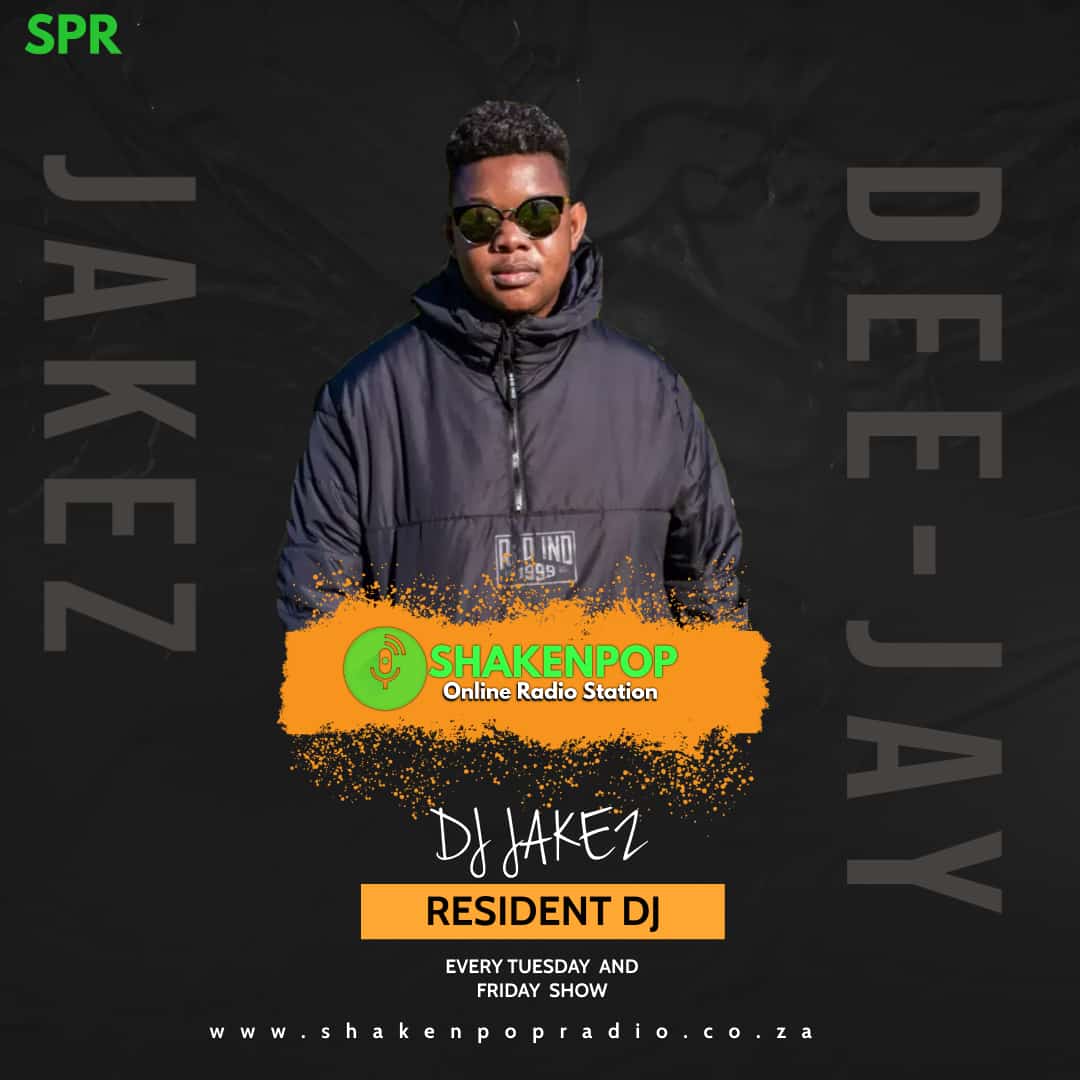 SPR
JAKEZ
DEE-JAY
1999
SHAKENPOP
Online Radio Station
DJ JAKEZ
RESIDENT DJ
EVERY TUESDAY AND
FRIDAY SHOW
www.shakenpopradio.co.za